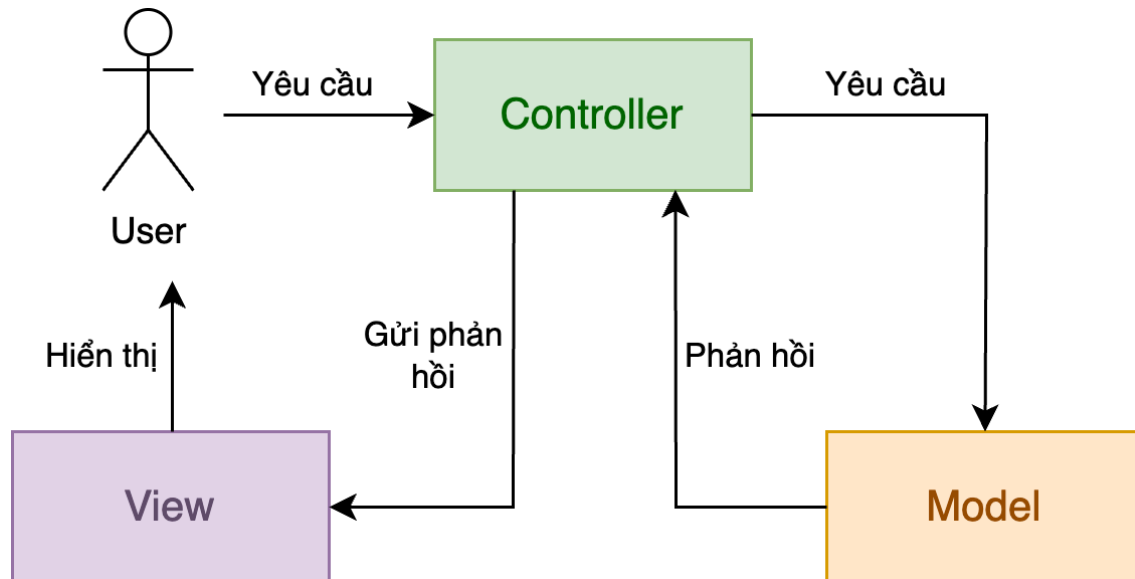 Yêu cầu
Controller
Yêu cầu
User
Hiển thị
Gửi phản
hồi
Phản hồi
View
Model